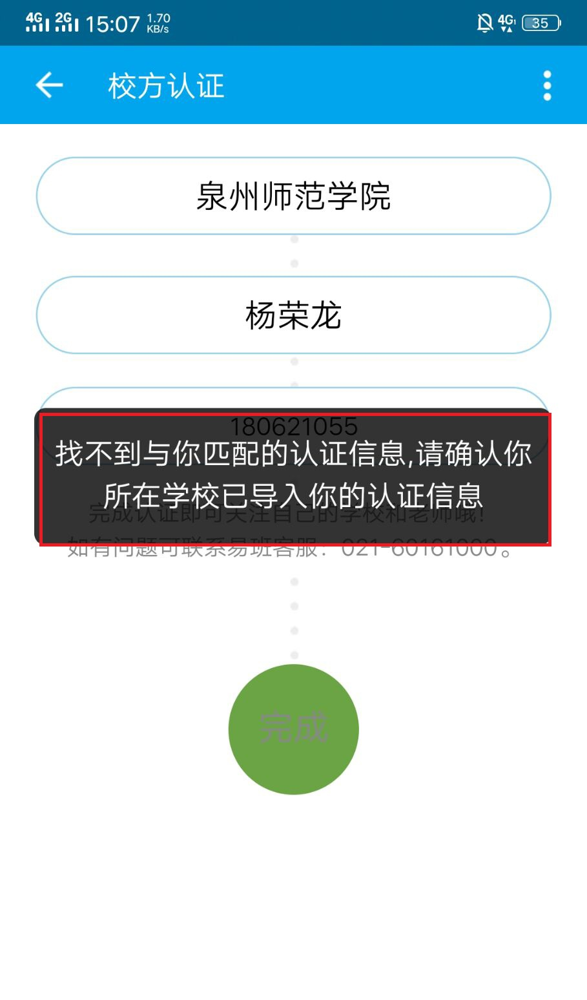 4G 2G 15:07 1.70 KB/s 4G 35
校方认证
泉州师范学院
杨荣龙
180621055
找不到与你匹配的认证信息,请确认你
所在学校已导入你的认证信息
完成认证即可关注自己的学校和老师哦!
如有问题可联系易班客服：021-60161000。
完成